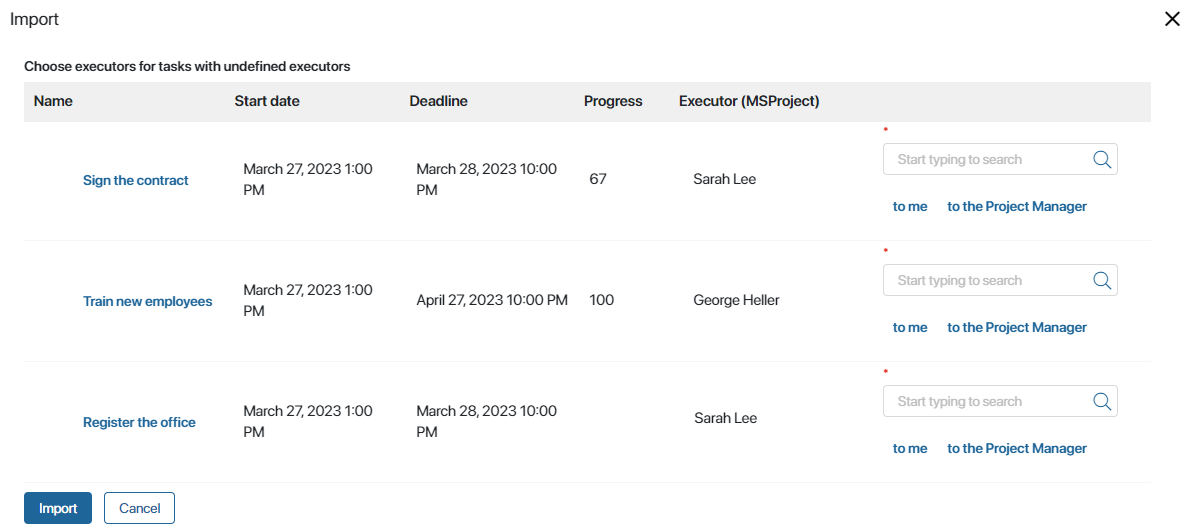 Import
Choose executors for tasks with undefined executors
Name Start date Deadline Progress Executor (MSProject)
*
Start typing to search
Sign the contract March 27, 2023 1:00 PM March 28, 2023 10:00 PM 67 Sarah Lee
to me to the Project Manager
*
Start typing to search
Train new employees March 27, 2023 1:00 PM April 27, 2023 10:00 PM 100 George Heller
to me to the Project Manager
*
Start typing to search
Register the office March 27, 2023 1:00 PM March 28, 2023 10:00 PM Sarah Lee
to me to the Project Manager
Import Cancel